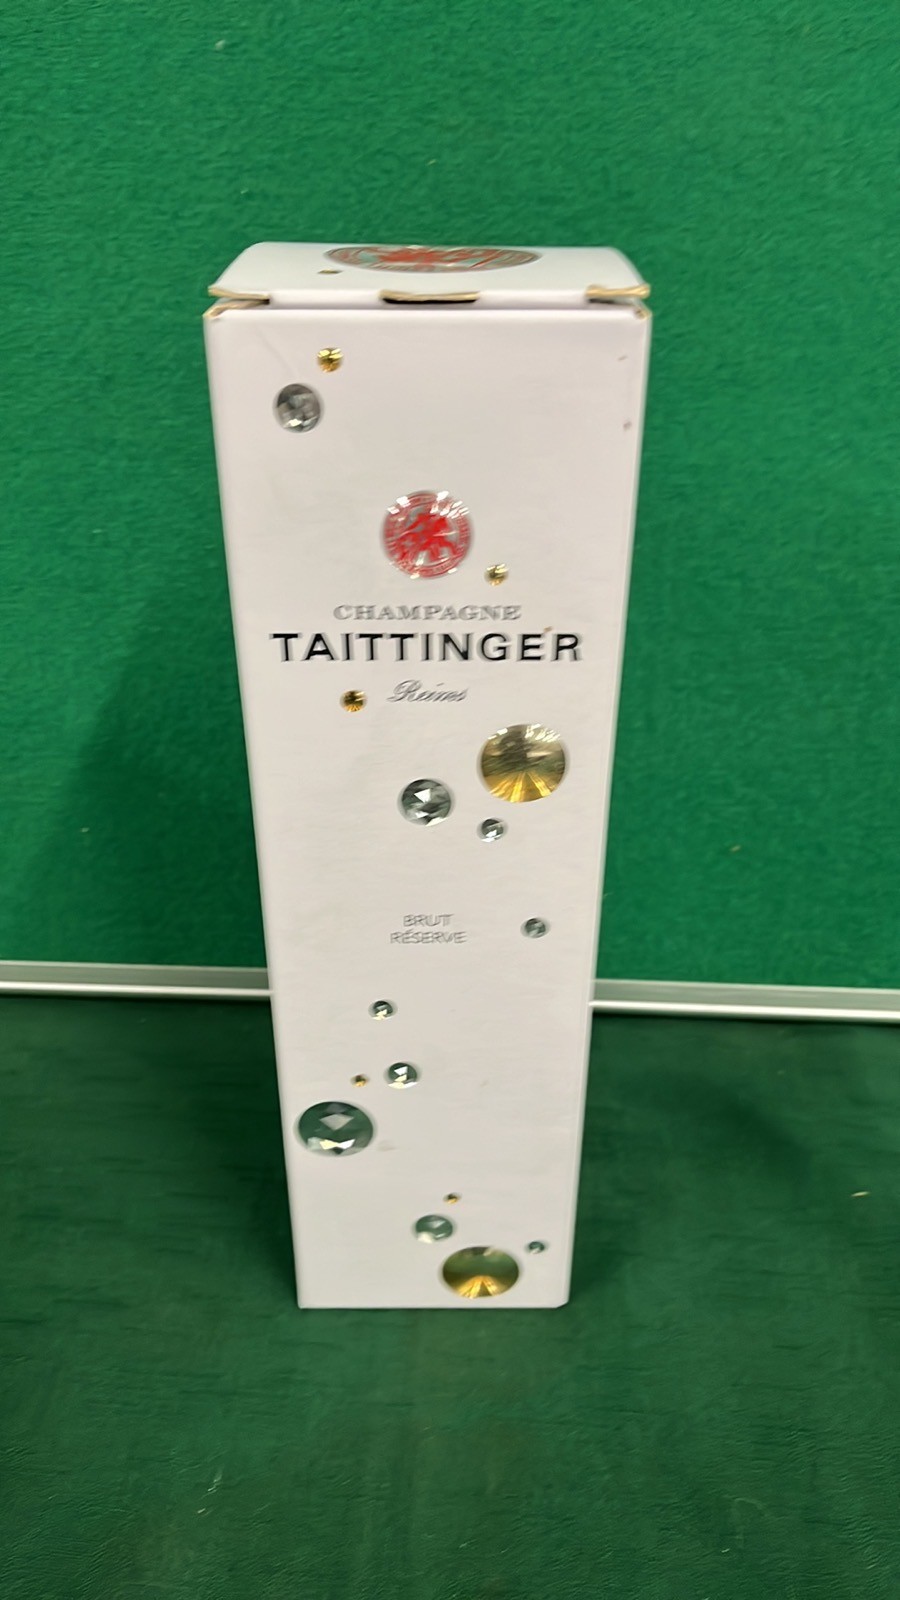 CHAMPAGNE
TAITTINGER
Reims
BRUT
RÉSERVE